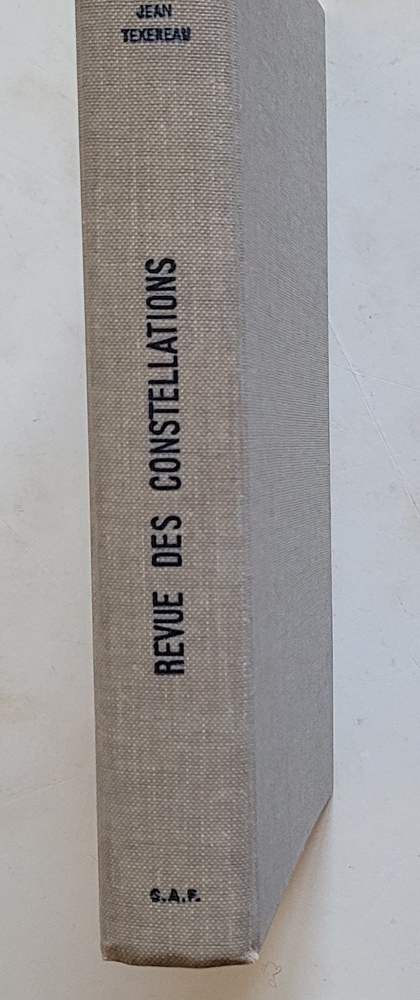 JEAN
TEXEREAU
REVUE DES CONSTELLATIONS
S.A.F.